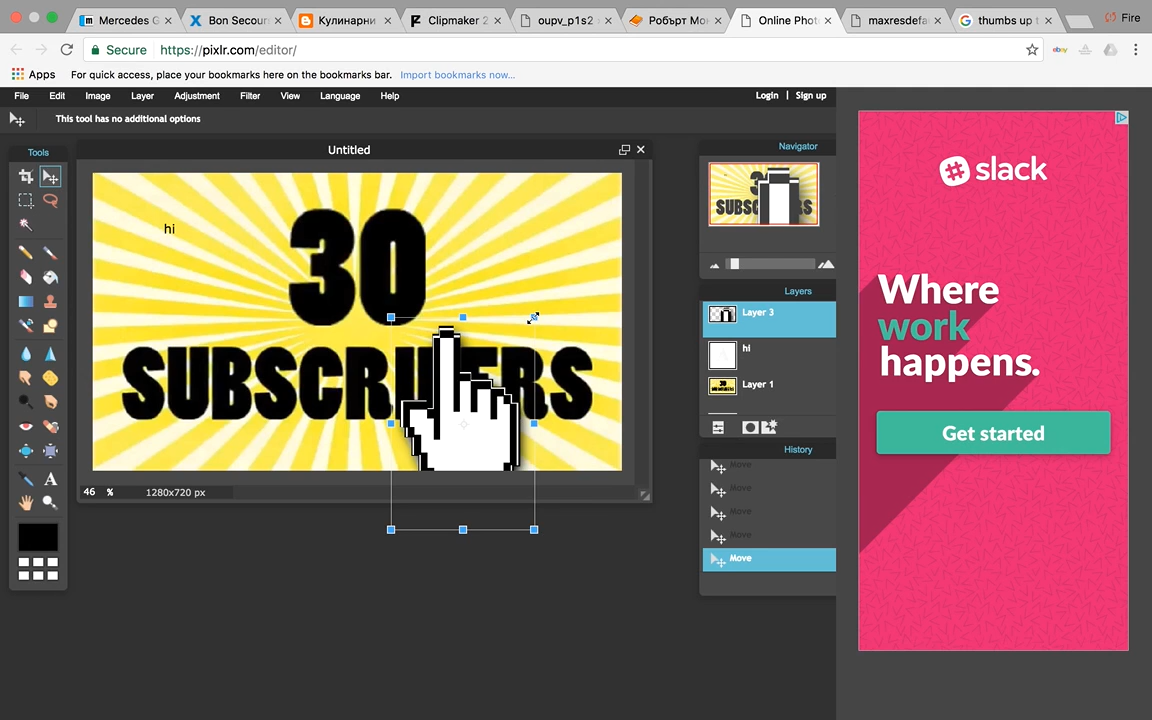 Mercedes G
Bon Secour
Кулинарни
Clipmaker 2
oupv_p1s2
Робърт Мо
Online Phot
maxresdefa
thumbs up t
Fire
Secure
https://pixlr.com/editor/
ebay
Apps
For quick access, place your bookmarks here on the bookmarks bar.
Import bookmarks now...
File
Edit
Image
Layer
Adjustment
Filter
View
Language
Help
Login | Sign up
This tool has no additional options
Tools
Untitled
Navigator
slack
hi
30
SUBSCRIBERS
Layers
Layer 3
hi
Layer 1
Where
work
happens.
Get started
History
Move
Move
Move
Move
Move
46 %
1280x720 px